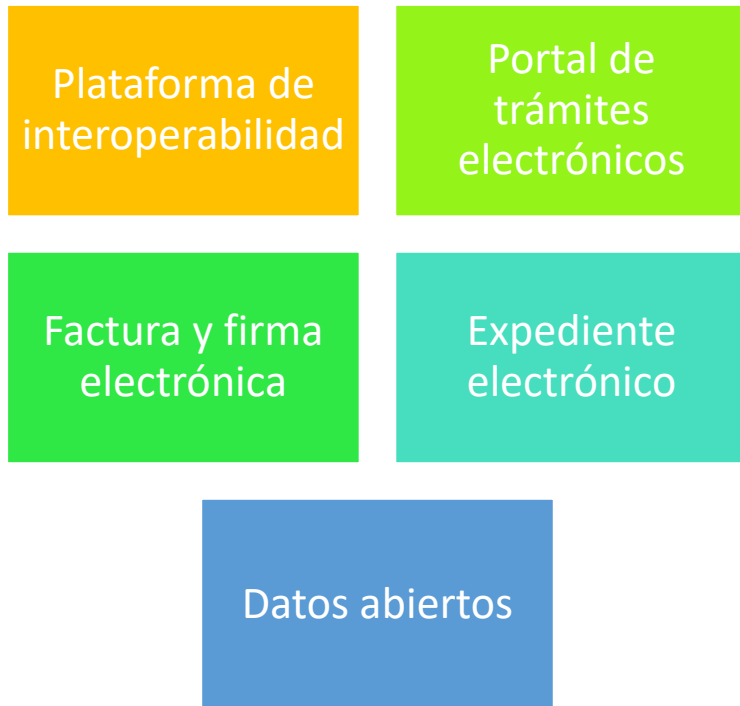 Plataforma de
interoperabilidad
Portal de
trámites
electrónicos
Factura y firma
electrónica
Expediente
electrónico
Datos abiertos